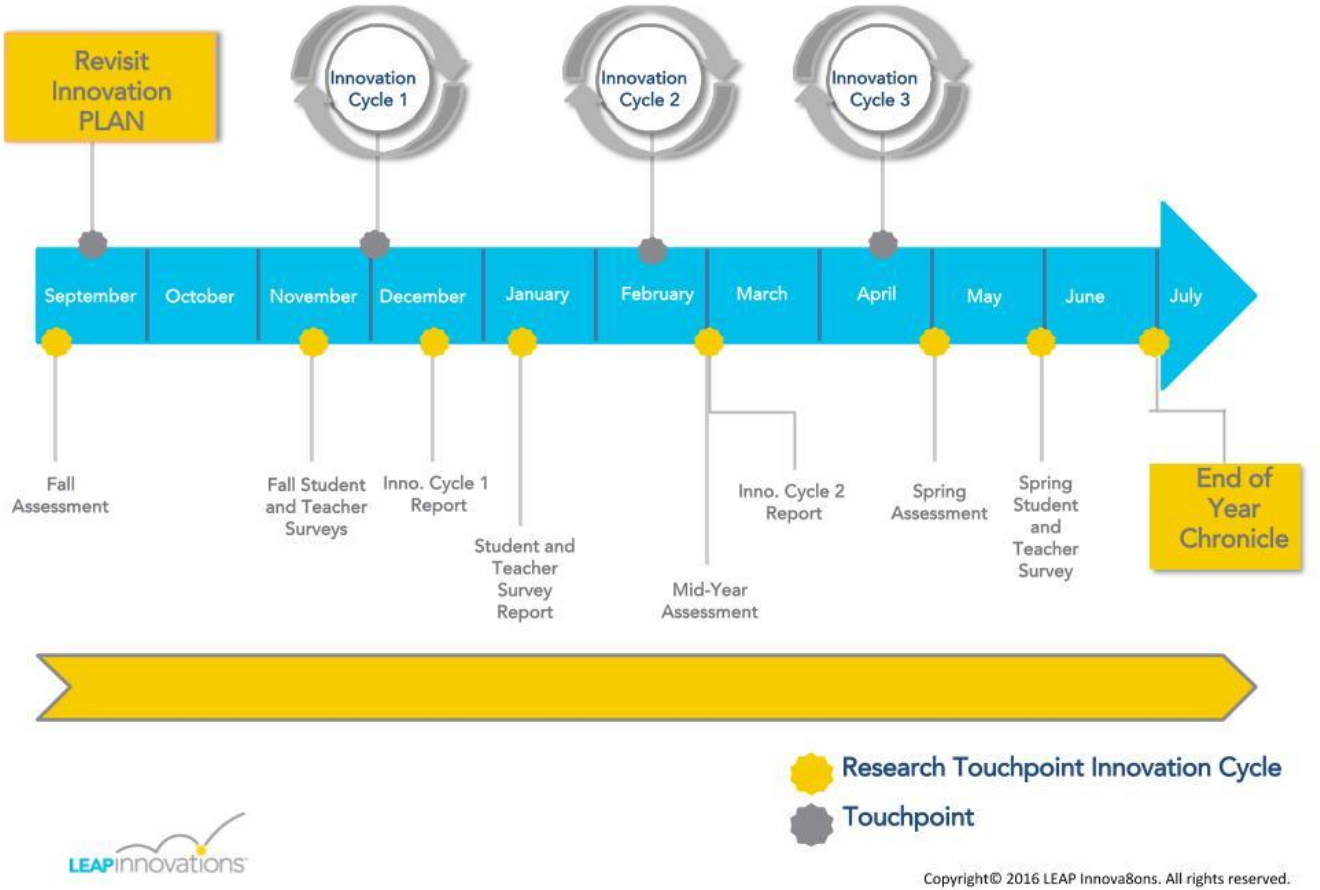 Revisit
Innovation
PLAN
Innovation
Cycle 1
Innovation
Cycle 2
Innovation
Cycle 3
September
October
November
December
January
February
March
April
May
June
July
Fall
Assessment
Fall Student
and Teacher
Surveys
Inno. Cycle 1
Report
Student and
Teacher
Survey
Report
Mid-Year
Assessment
Inno. Cycle 2
Report
Spring
Assessment
Spring
Student
and
Teacher
Survey
End of
Year
Chronicle
Research Touchpoint Innovation Cycle
Touchpoint
LEAPinnovations
Copyright© 2016 LEAP Innova8ons. All rights reserved.